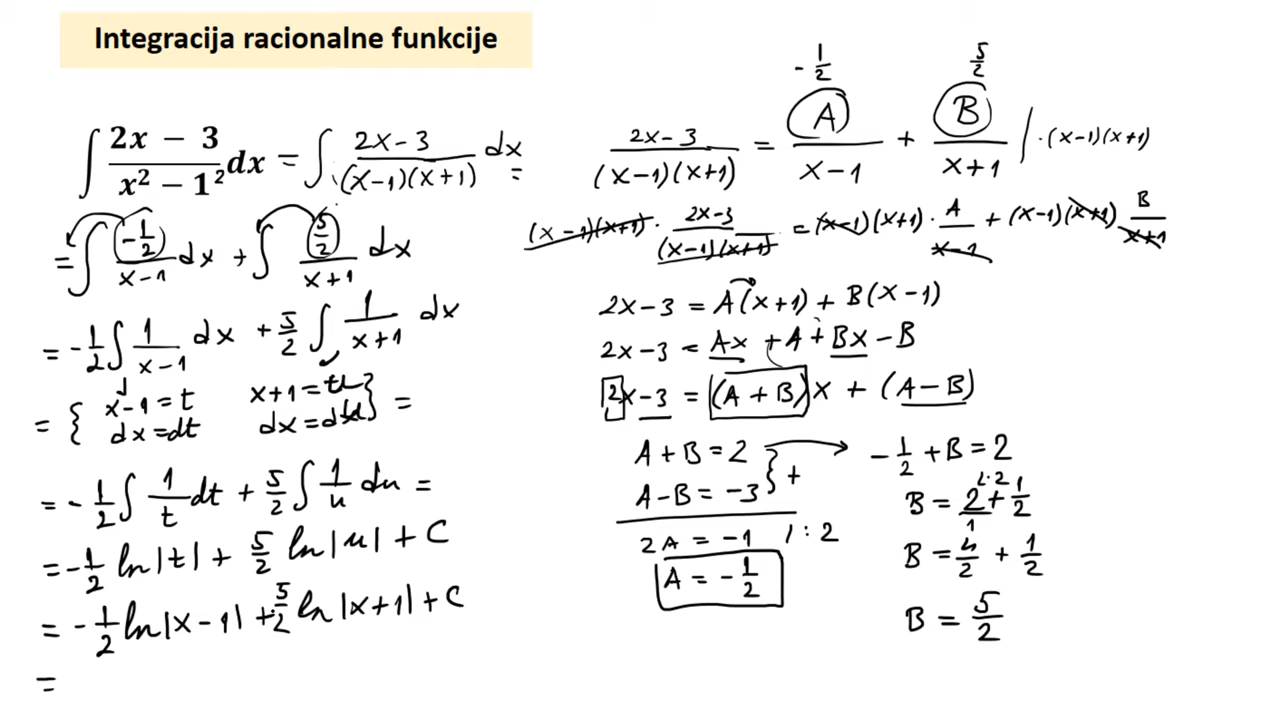 Integracija racionalne funkcije
∫ (2x − 3)/(x² − 1²) dx = ∫ (2x-3)/((x-1)(x+1)) dx =
= ∫ (-1/2)/(x-1) dx + ∫ (5/2)/(x+1) dx
= -1/2 ∫ 1/(x-1) dx + 5/2 ∫ 1/(x+1) dx
= { x-1 = t x+1 = u } =
dx = dt dx = du
= -1/2 ∫ 1/t dt + 5/2 ∫ 1/u du =
= -1/2 ln|t| + 5/2 ln|u| + C
= -1/2 ln|x-1| + 5/2 ln|x+1| + C
=
-1/2 5/2
(2x-3)/((x-1)(x+1)) = A/(x-1) + B/(x+1) / ·(x-1)(x+1)
(x-1)(x+1) · (2x-3)/((x-1)(x+1)) = (x-1)(x+1) · A/(x-1) + (x-1)(x+1) B/(x+1)
2x-3 = A(x+1) + B(x-1)
2x-3 = Ax + A + Bx - B
2x-3 = (A+B)x + (A-B)
A+B = 2
A-B = -3 } +
2A = -1 / : 2
A = -1/2
-1/2 + B = 2
B = 2/1 + 1/2
B = 4/2 + 1/2
B = 5/2